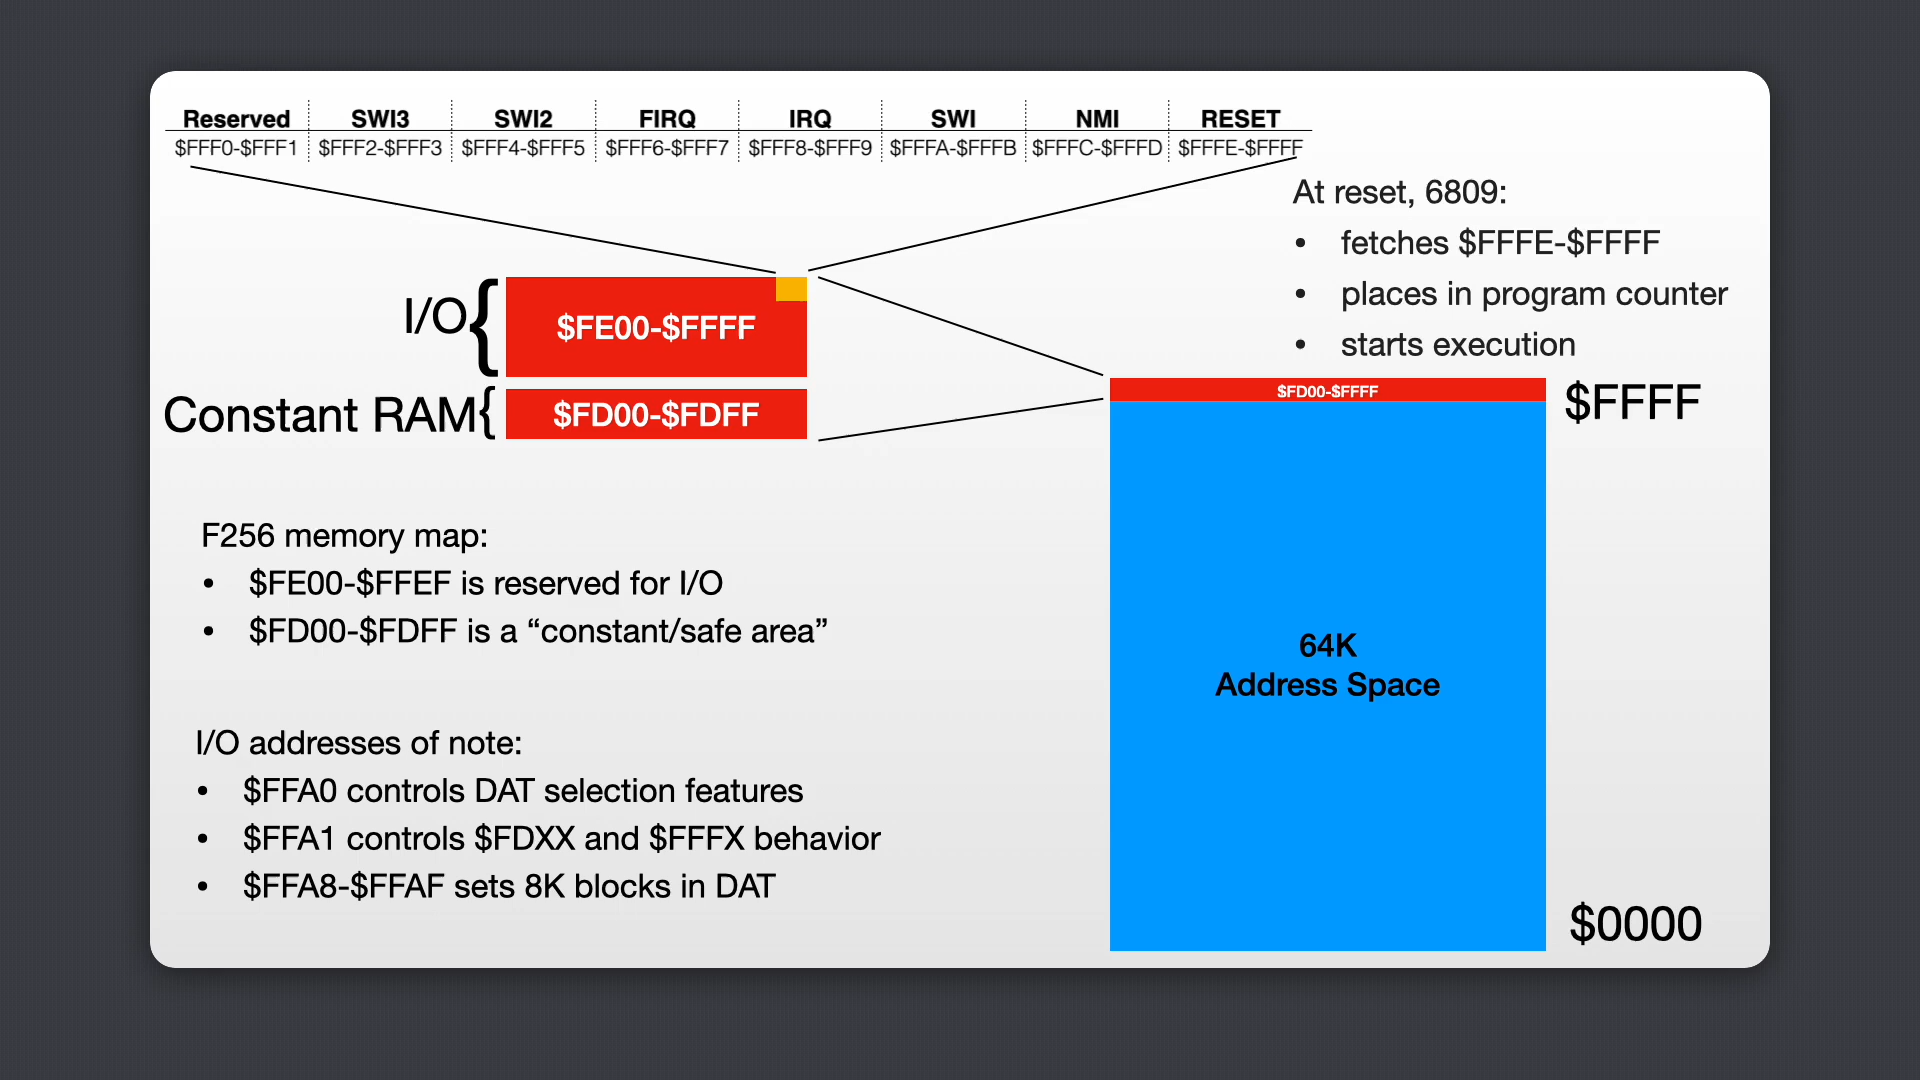 Reserved SWI3 SWI2 FIRQ IRQ SWI NMI RESET
$FFF0-$FFF1 $FFF2-$FFF3 $FFF4-$FFF5 $FFF6-$FFF7 $FFF8-$FFF9 $FFFA-$FFFB $FFFC-$FFFD $FFFE-$FFFF
At reset, 6809:
• fetches $FFFE-$FFFF
• places in program counter
• starts execution
I/O{ $FE00-$FFFF
Constant RAM{ $FD00-$FDFF
$FD00-$FFFF $FFFF
64K
Address Space
$0000
F256 memory map:
• $FE00-$FFEF is reserved for I/O
• $FD00-$FDFF is a “constant/safe area”
I/O addresses of note:
• $FFA0 controls DAT selection features
• $FFA1 controls $FDXX and $FFFX behavior
• $FFA8-$FFAF sets 8K blocks in DAT